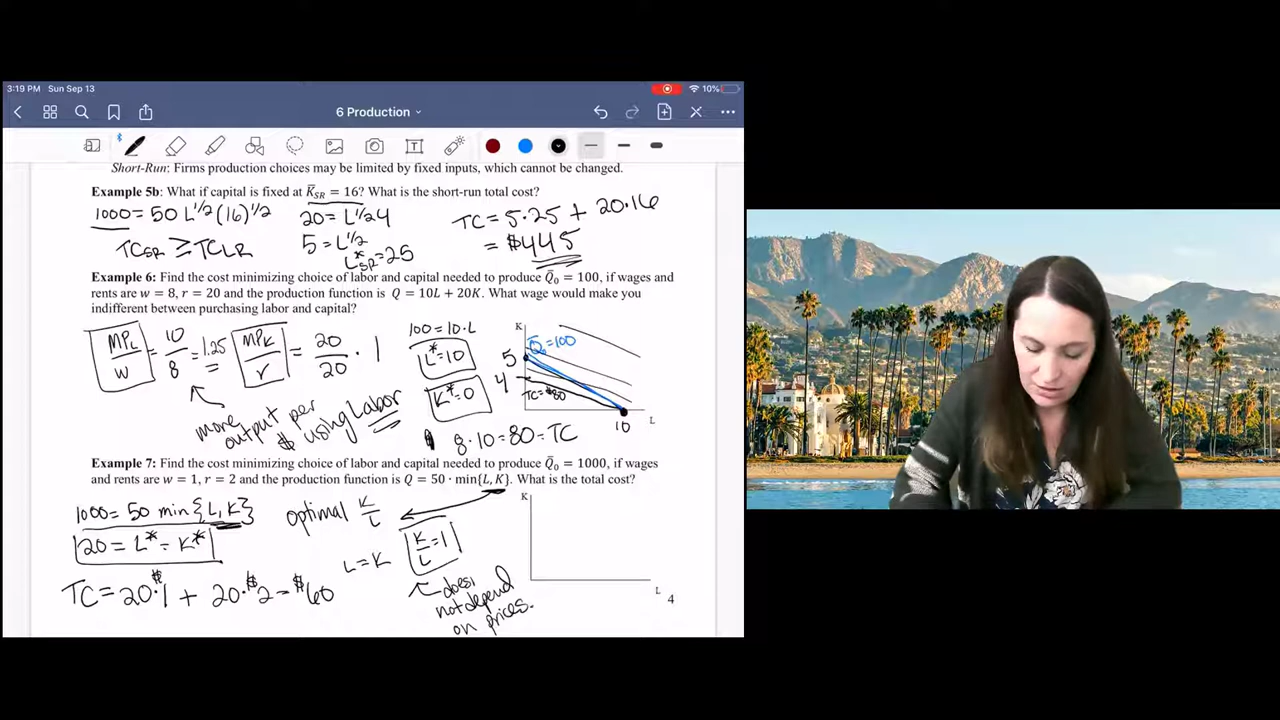 3:19 PM Sun Sep 13
10%
6 Production
Short-Run: Firms production choices may be limited by fixed inputs, which cannot be changed.
Example 5b: What if capital is fixed at K̅SR = 16? What is the short-run total cost?
1000 = 50 L^1/2 (16)^1/2
20 = L^1/2 4
TC = 5·25 + 20·16
TCSR ≥ TCLR
5 = L^1/2
= $445
L*SR = 25
Example 6: Find the cost minimizing choice of labor and capital needed to produce Q̅0 = 100, if wages
and rents are w = 8, r = 20 and the production function is Q = 10L + 20K. What wage would make you
indifferent between purchasing labor and capital?
MPL/w = 10/8 = 1.25
MPK/r = 20/20 · 1
=
100 = 10·L
L* = 10
K* = 0
more output per $ using Labor
8·10 = 80 = TC
K
Q̅0 = 100
5
4
TC = $80
10
L
Example 7: Find the cost minimizing choice of labor and capital needed to produce Q̅0 = 1000, if wages
and rents are w = 1, r = 2 and the production function is Q = 50 · min{L, K}. What is the total cost?
1000 = 50 min{L, K}
optimal K/L
20 = L* = K*
L = K
K/L = 1
TC = 20·$1 + 20·$2 = $60
does
not depend
on prices.
K
L
4